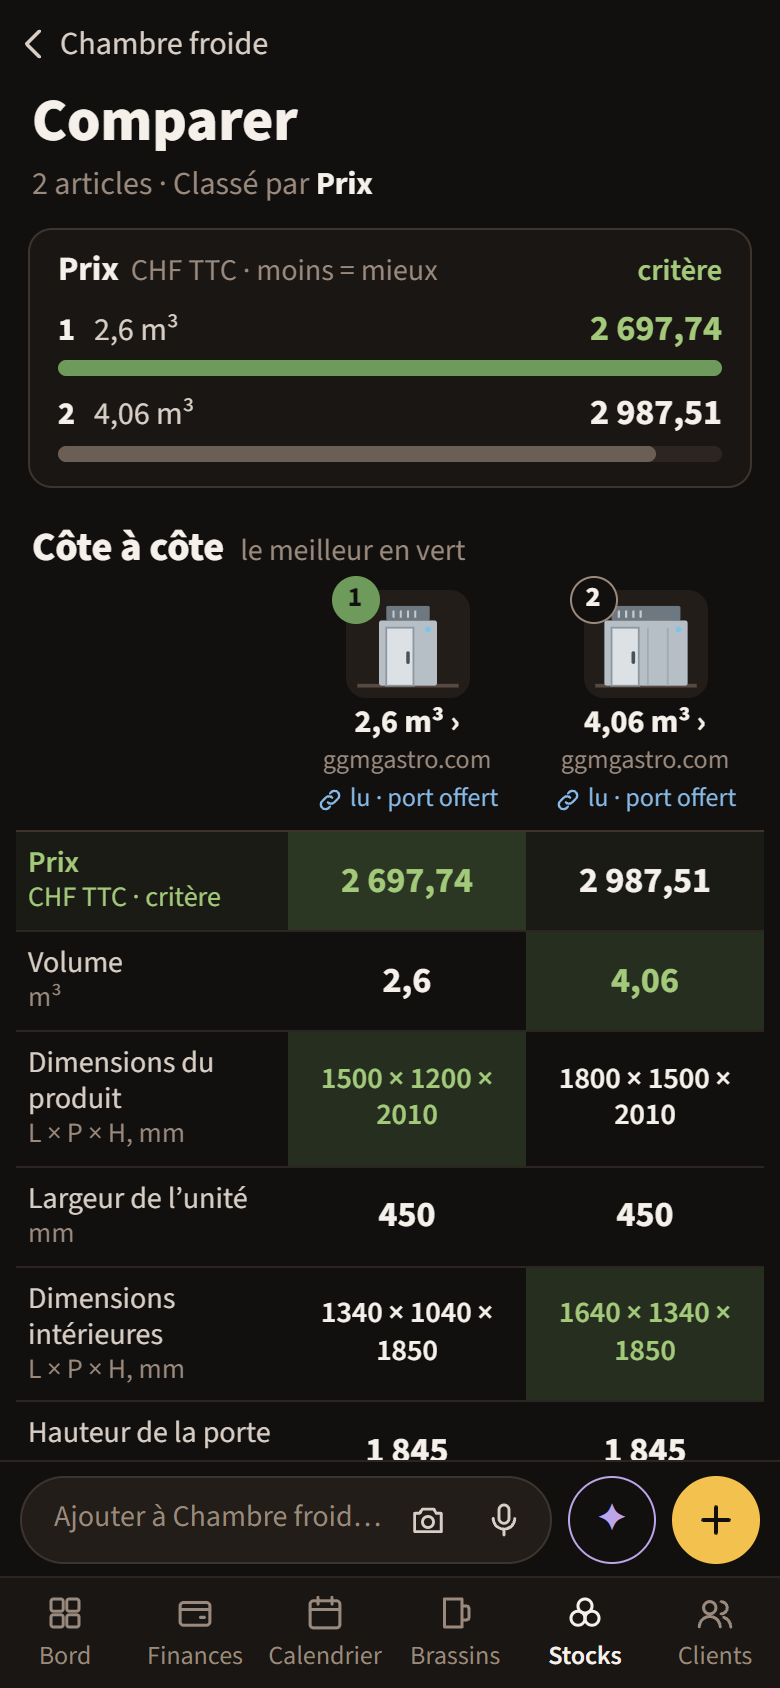 Chambre froide
Comparer
2 articles · Classé par Prix
Prix CHF TTC · moins = mieux critère
1 2,6 m³ 2 697,74
2 4,06 m³ 2 987,51
Côte à côte le meilleur en vert
1 2
2,6 m³ › 4,06 m³ ›
ggmgastro.com ggmgastro.com
lu · port offert lu · port offert
Prix
CHF TTC · critère
2 697,74 2 987,51
Volume
m³
2,6 4,06
Dimensions du
produit
L × P × H, mm
1500 × 1200 ×
2010
1800 × 1500 ×
2010
Largeur de l’unité
mm
450 450
Dimensions
intérieures
L × P × H, mm
1340 × 1040 ×
1850
1640 × 1340 ×
1850
Hauteur de la porte
1 845 1 845
Ajouter à Chambre froid…
Bord Finances Calendrier Brassins Stocks Clients